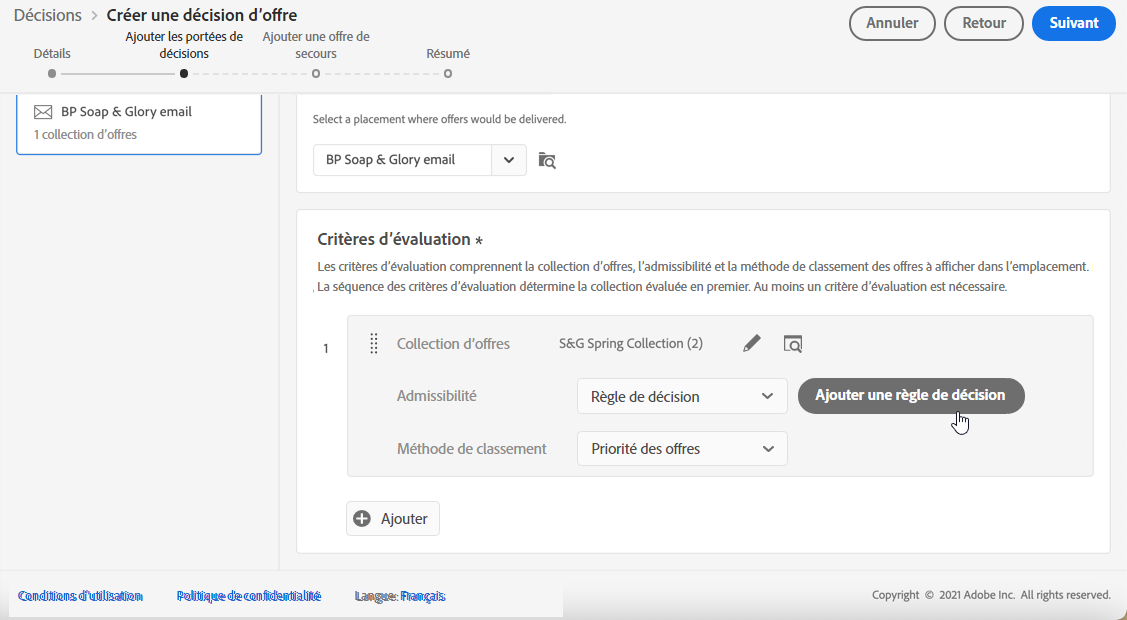 Décisions > Créer une décision d'offre
Annuler
Retour
Suivant
Détails
Ajouter les portées de décisions
Ajouter une offre de secours
Résumé
BP Soap & Glory email
1 collection d'offres
Select a placement where offers would be delivered.
BP Soap & Glory email
Critères d'évaluation *
Les critères d'évaluation comprennent la collection d'offres, l'admissibilité et la méthode de classement des offres à afficher dans l'emplacement.
La séquence des critères d'évaluation détermine la collection évaluée en premier. Au moins un critère d'évaluation est nécessaire.
1
Collection d'offres
S&G Spring Collection (2)
Admissibilité
Règle de décision
Ajouter une règle de décision
Méthode de classement
Priorité des offres
Ajouter
Conditions d'utilisation
Politique de confidentialité
Langue: Français
Copyright © 2021 Adobe Inc. All rights reserved.